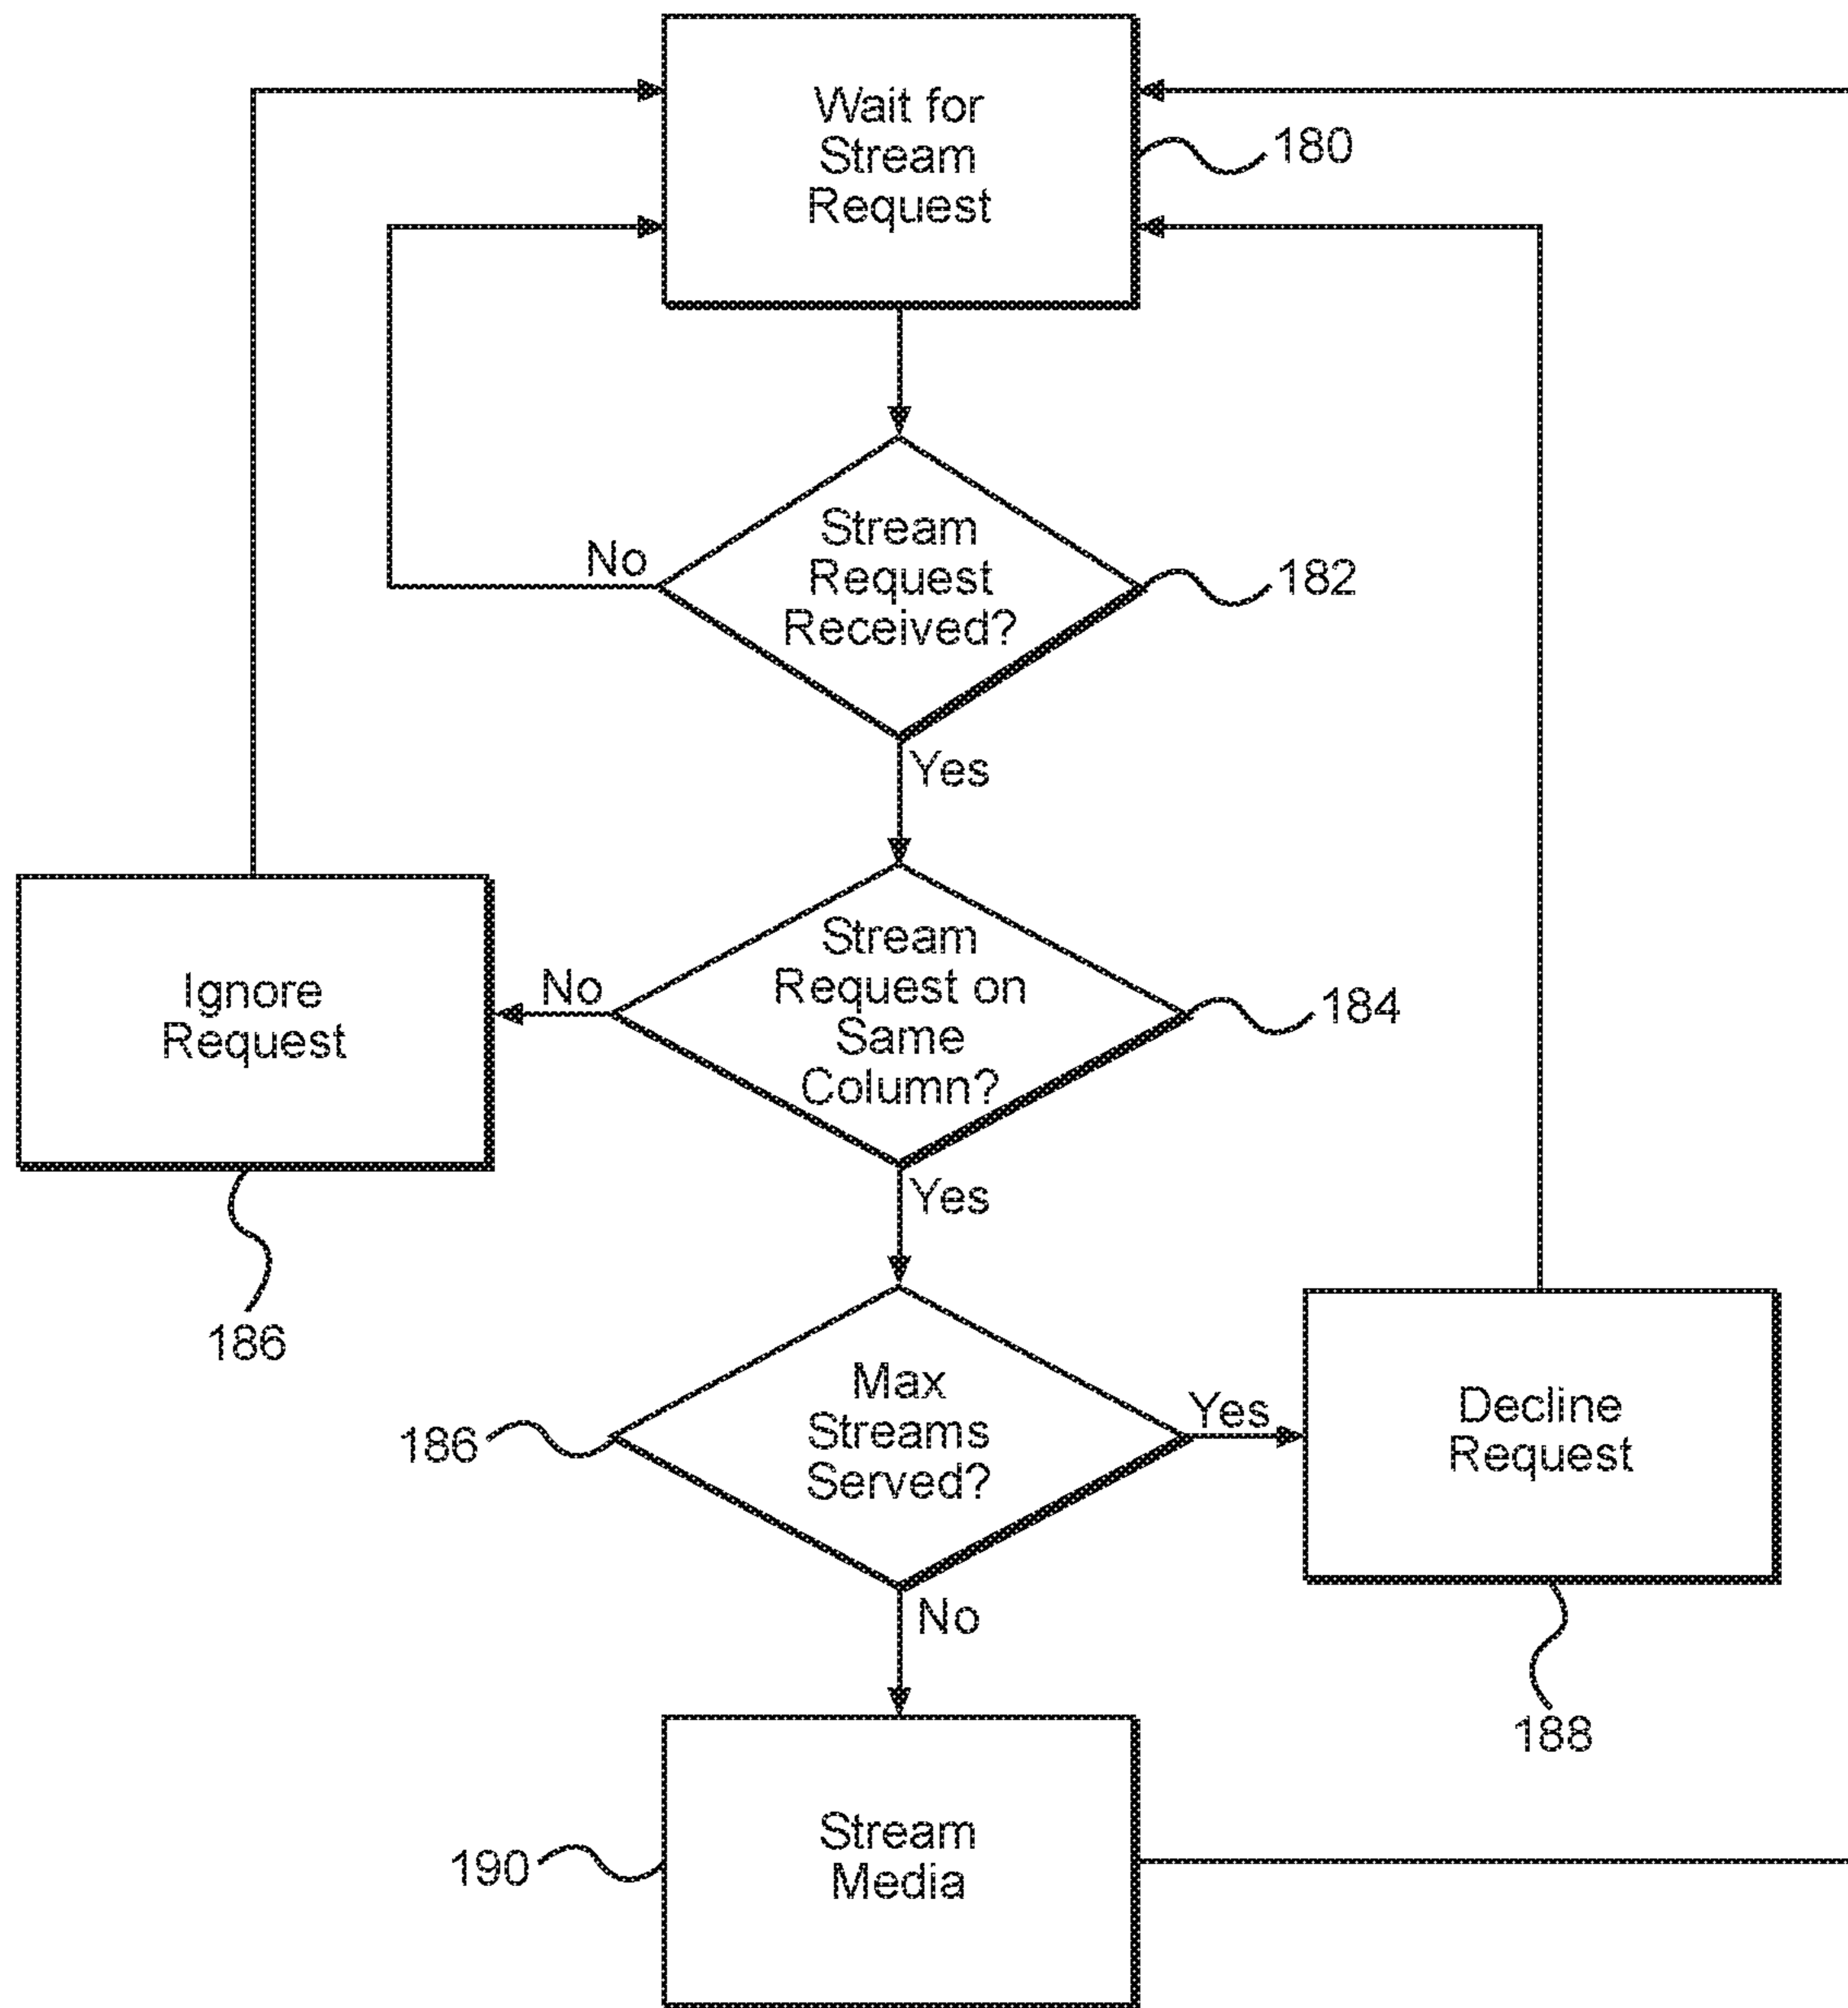 Wait for
Stream
Request
180
Stream
Request
Received?
182
No
Yes
Stream
Request on
Same
Column?
184
No
Ignore
Request
186
Yes
Max
Streams
Served?
186
Yes
Decline
Request
188
No
Stream
Media
190